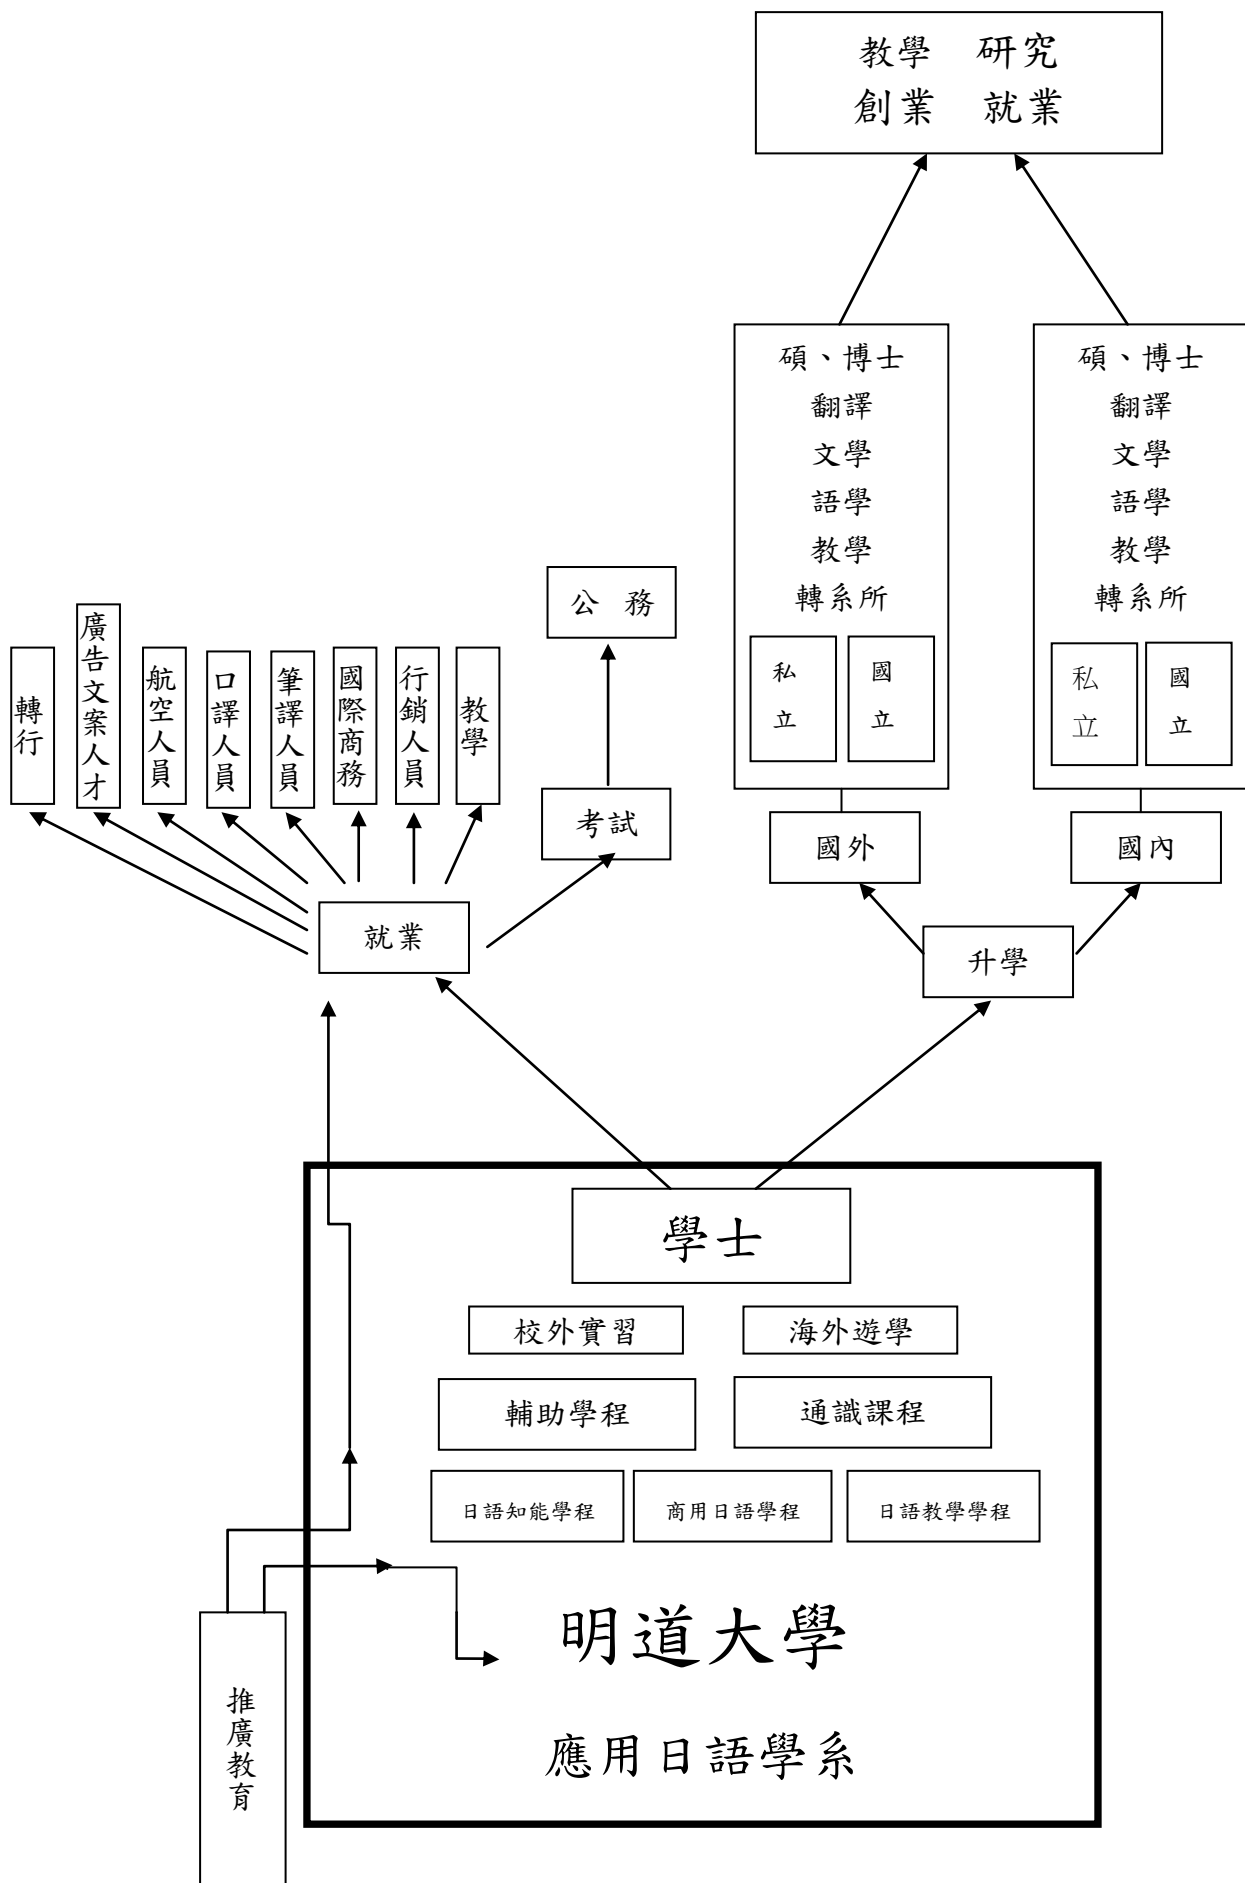 教學 研究
創業 就業
碩、博士
翻譯
文學
語學
教學
轉系所
私立
國立
碩、博士
翻譯
文學
語學
教學
轉系所
私立
國立
公 務
轉行
廣告文案人才
航空人員
口譯人員
筆譯人員
國際商務
行銷人員
教學
考試
國外
國內
就業
升學
學士
校外實習
海外遊學
輔助學程
通識課程
日語知能學程
商用日語學程
日語教學學程
明道大學
應用日語學系
推廣教育